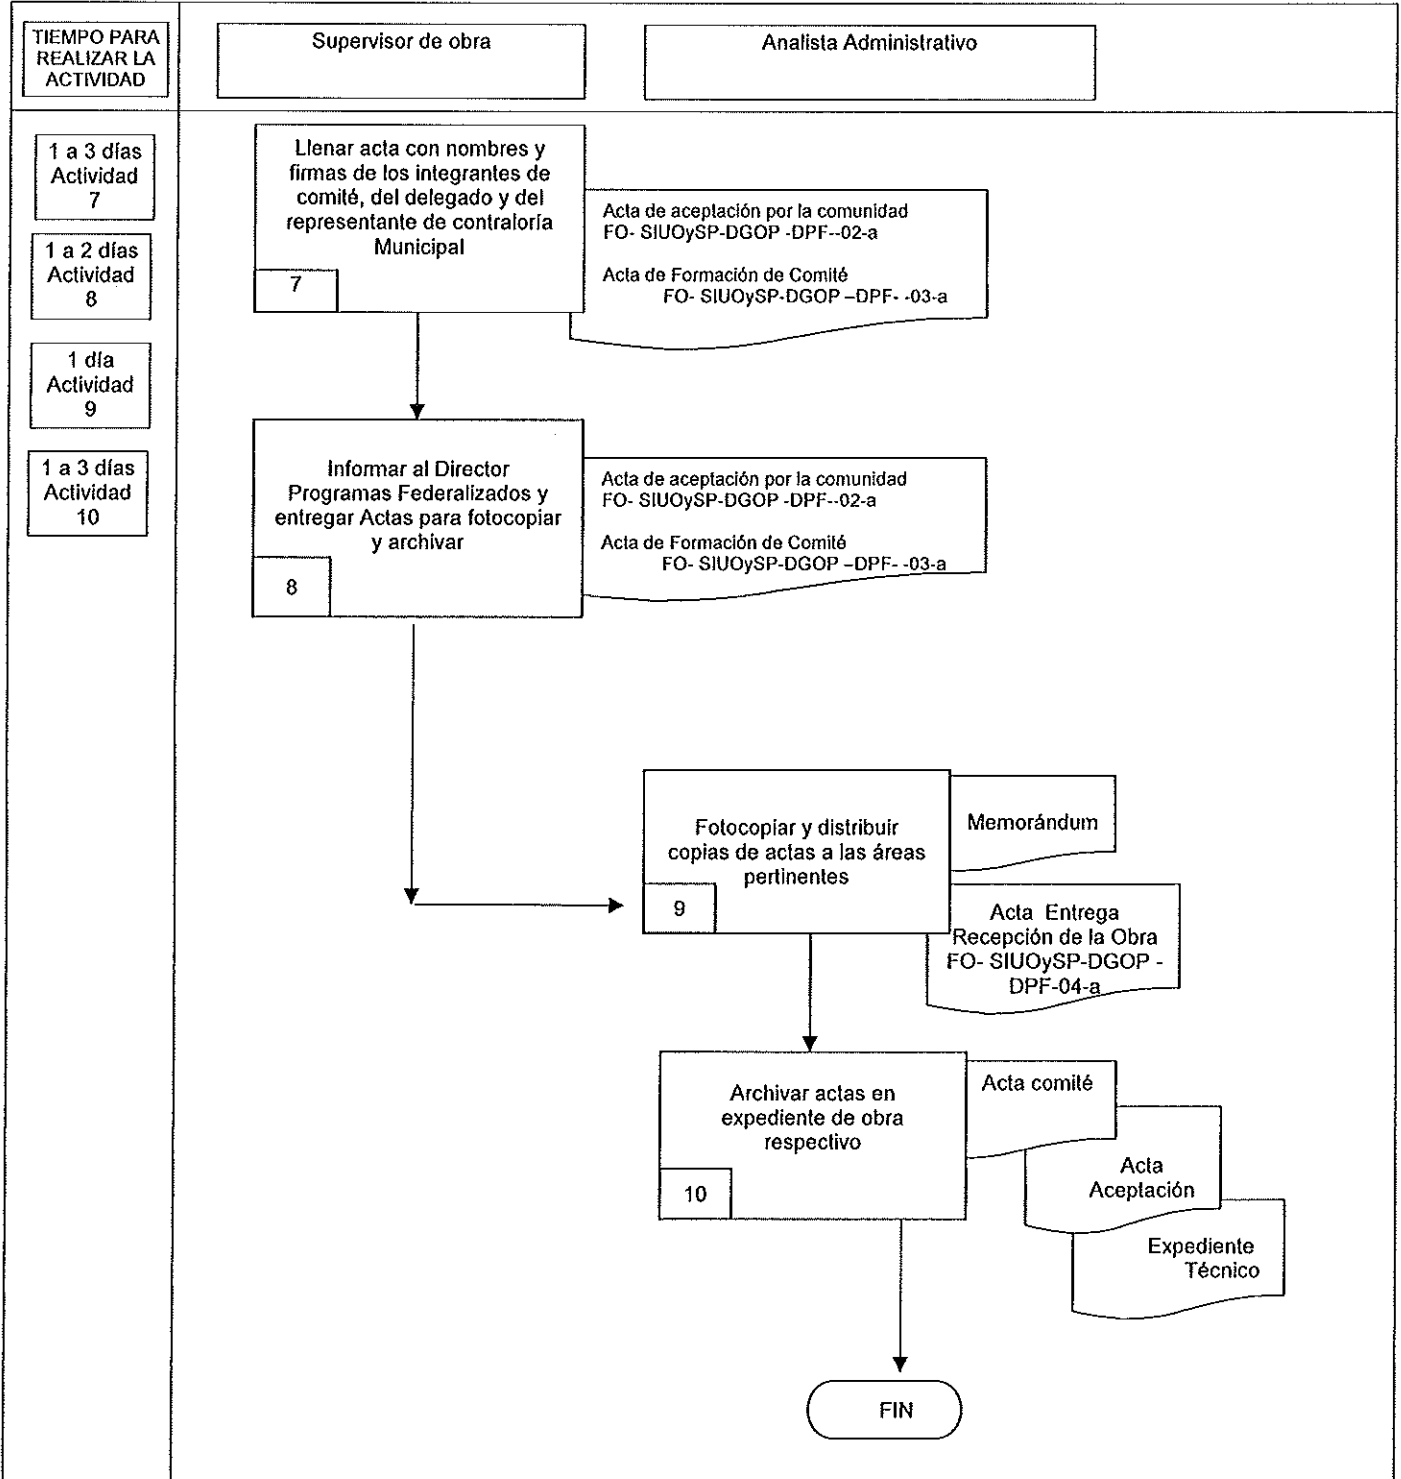 TIEMPO PARA
REALIZAR LA
ACTIVIDAD
Supervisor de obra
Analista Administrativo
1 a 3 días
Actividad
7
1 a 2 días
Actividad
8
1 día
Actividad
9
1 a 3 días
Actividad
10
Llenar acta con nombres y
firmas de los integrantes de
comité, del delegado y del
representante de contraloría
Municipal
7
Acta de aceptación por la comunidad
FO- SIUOySP-DGOP -DPF--02-a
Acta de Formación de Comité
FO- SIUOySP-DGOP –DPF- -03-a
Informar al Director
Programas Federalizados y
entregar Actas para fotocopiar
y archivar
8
Acta de aceptación por la comunidad
FO- SIUOySP-DGOP -DPF--02-a
Acta de Formación de Comité
FO- SIUOySP-DGOP –DPF- -03-a
Fotocopiar y distribuir
copias de actas a las áreas
pertinentes
9
Memorándum
Acta Entrega
Recepción de la Obra
FO- SIUOySP-DGOP -
DPF-04-a
Archivar actas en
expediente de obra
respectivo
10
Acta comité
Acta
Aceptación
Expediente
Técnico
FIN